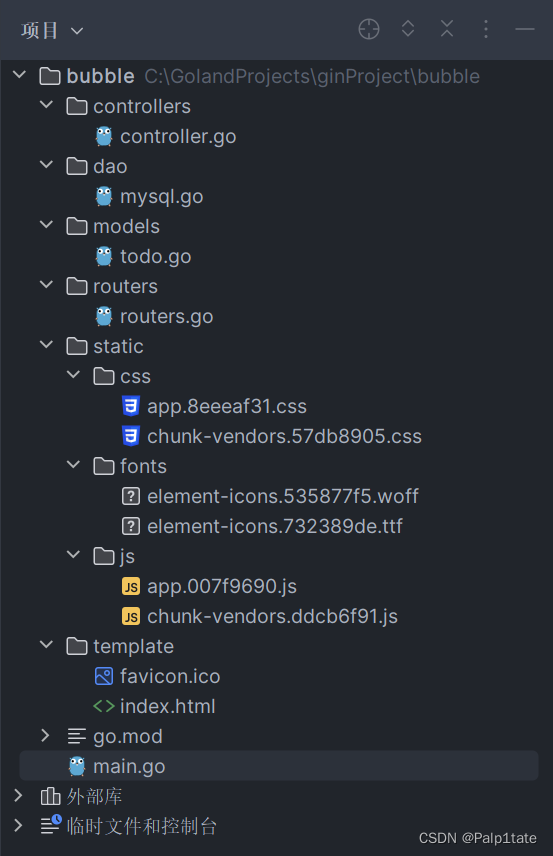 项目
bubble C:\GolandProjects\ginProject\bubble
controllers
controller.go
dao
mysql.go
models
todo.go
routers
routers.go
static
css
app.8eeeaf31.css
chunk-vendors.57db8905.css
fonts
element-icons.535877f5.woff
element-icons.732389de.ttf
js
app.007f9690.js
chunk-vendors.ddcb6f91.js
template
favicon.ico
index.html
go.mod
main.go
外部库
临时文件和控制台
CSDN @Palp1tate